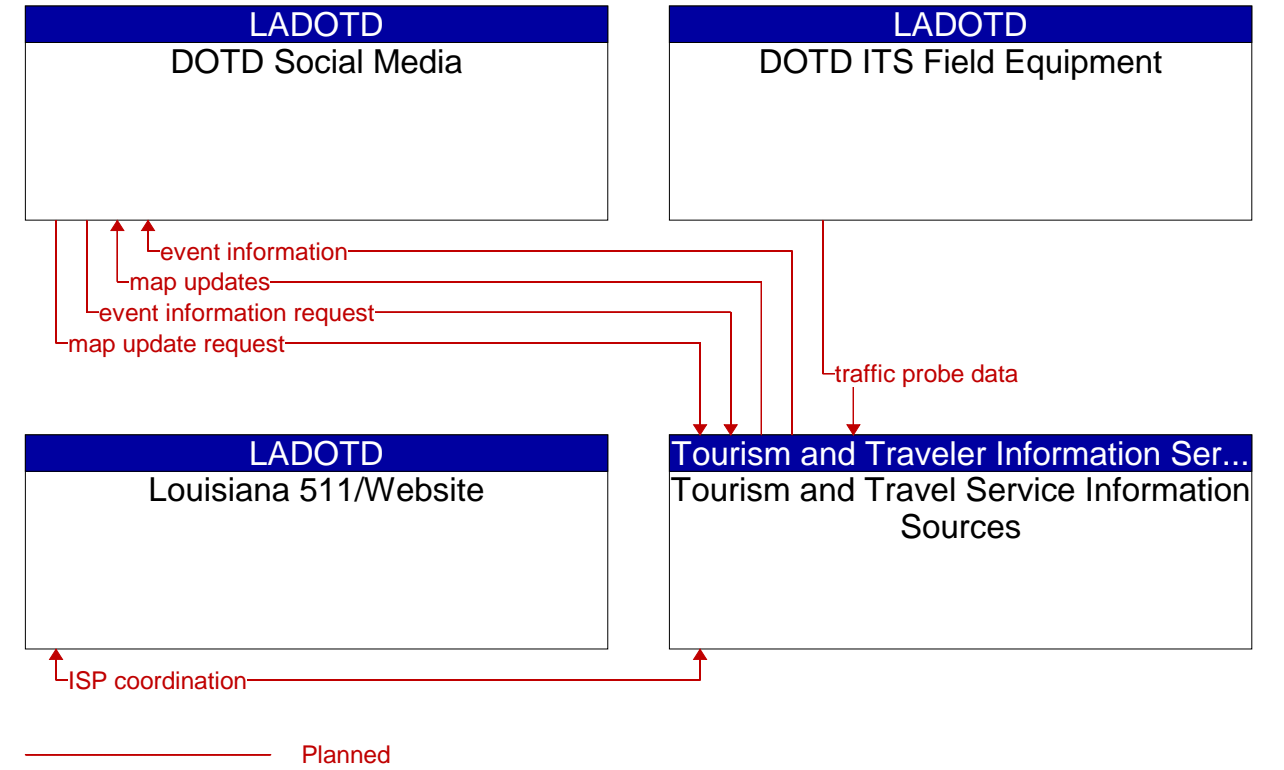 LADOTD
DOTD Social Media
LADOTD
DOTD ITS Field Equipment
event information
map updates
event information request
map update request
traffic probe data
LADOTD
Louisiana 511/Website
Tourism and Traveler Information Ser...
Tourism and Travel Service Information
Sources
ISP coordination
Planned